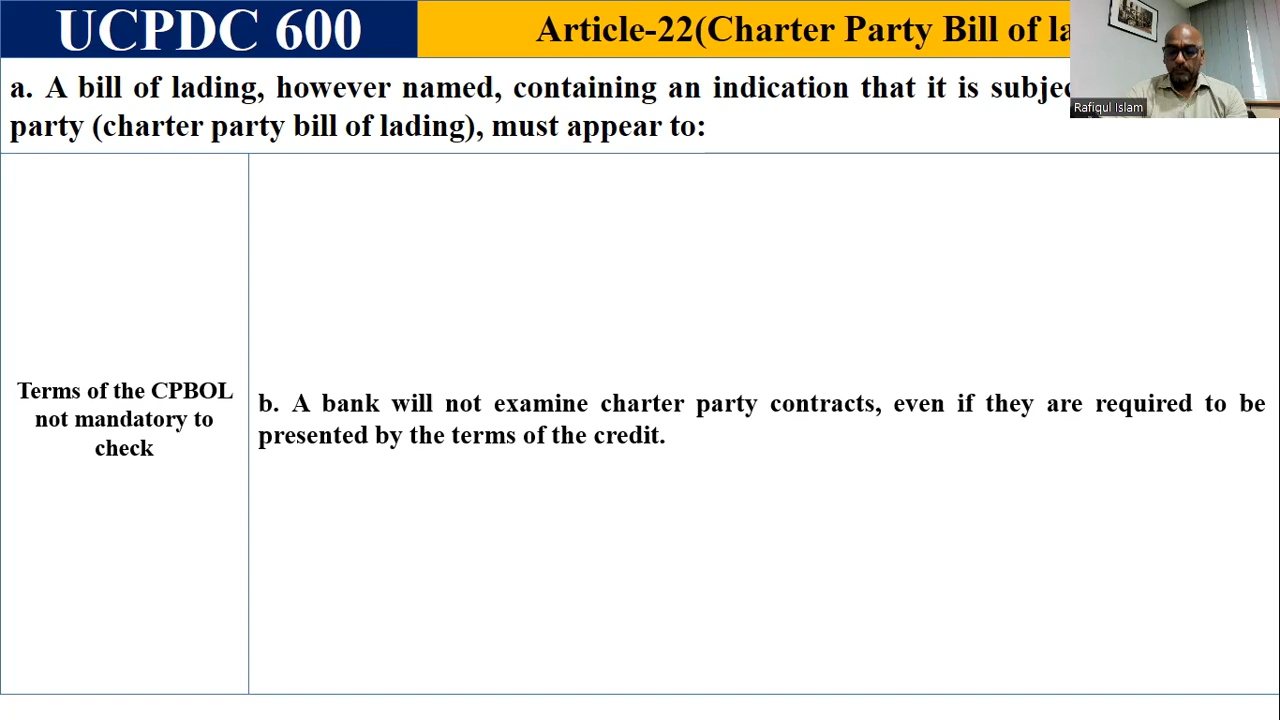 UCPDC 600
Article-22(Charter Party Bill of la
a. A bill of lading, however named, containing an indication that it is subjec
party (charter party bill of lading), must appear to:
Rafiqul Islam
Terms of the CPBOL
not mandatory to
check
b. A bank will not examine charter party contracts, even if they are required to be
presented by the terms of the credit.